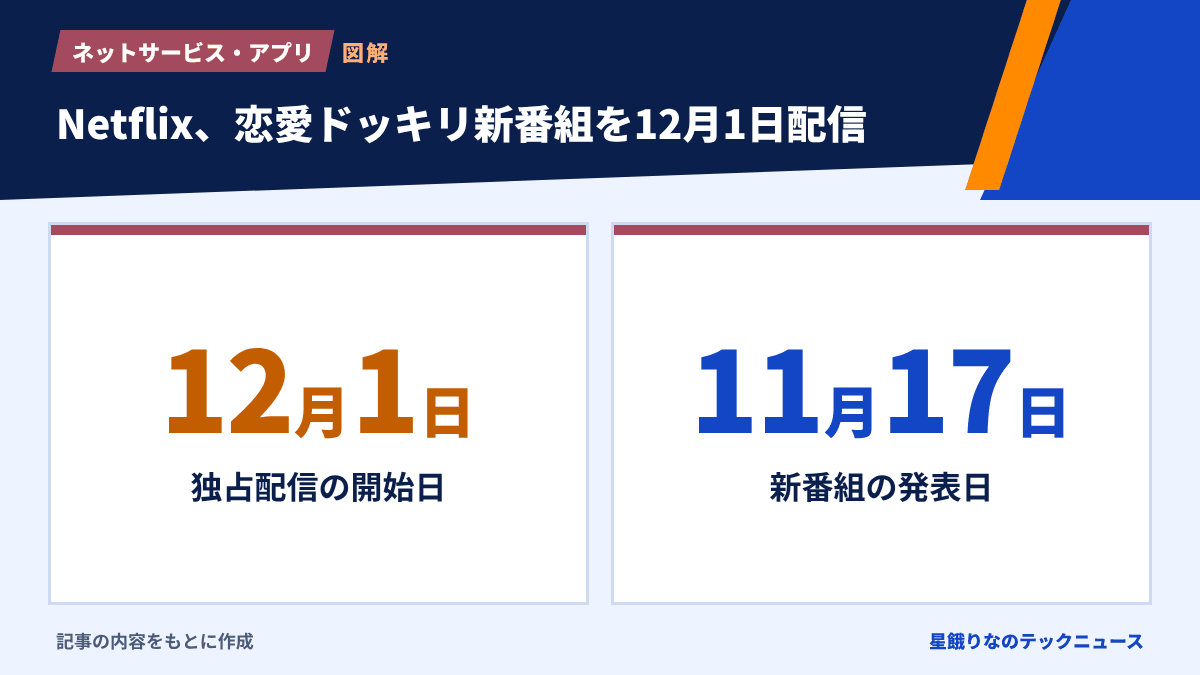 ネットサービス・アプリ 図解
Netflix、恋愛ドッキリ新番組を12月1日配信
12月1日
独占配信の開始日
11月17日
新番組の発表日
記事の内容をもとに作成
星餓りなのテックニュース